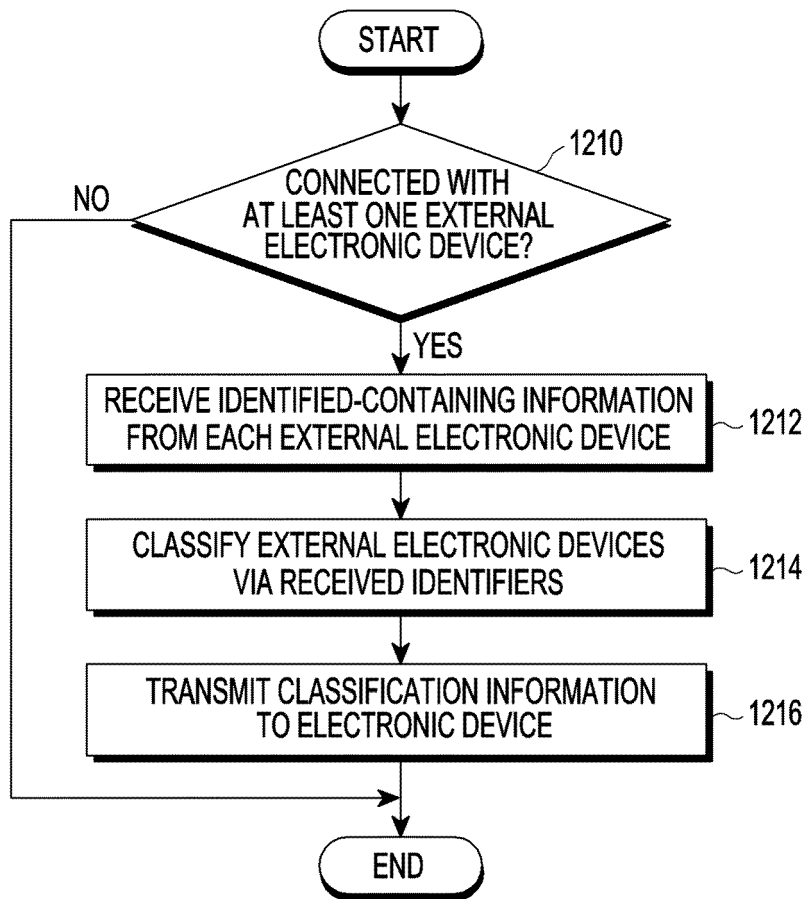 START
1210
CONNECTED WITH
AT LEAST ONE EXTERNAL
ELECTRONIC DEVICE?
NO
YES
RECEIVE IDENTIFIED-CONTAINING INFORMATION
FROM EACH EXTERNAL ELECTRONIC DEVICE
1212
CLASSIFY EXTERNAL ELECTRONIC DEVICES
VIA RECEIVED IDENTIFIERS
1214
TRANSMIT CLASSIFICATION INFORMATION
TO ELECTRONIC DEVICE
1216
END